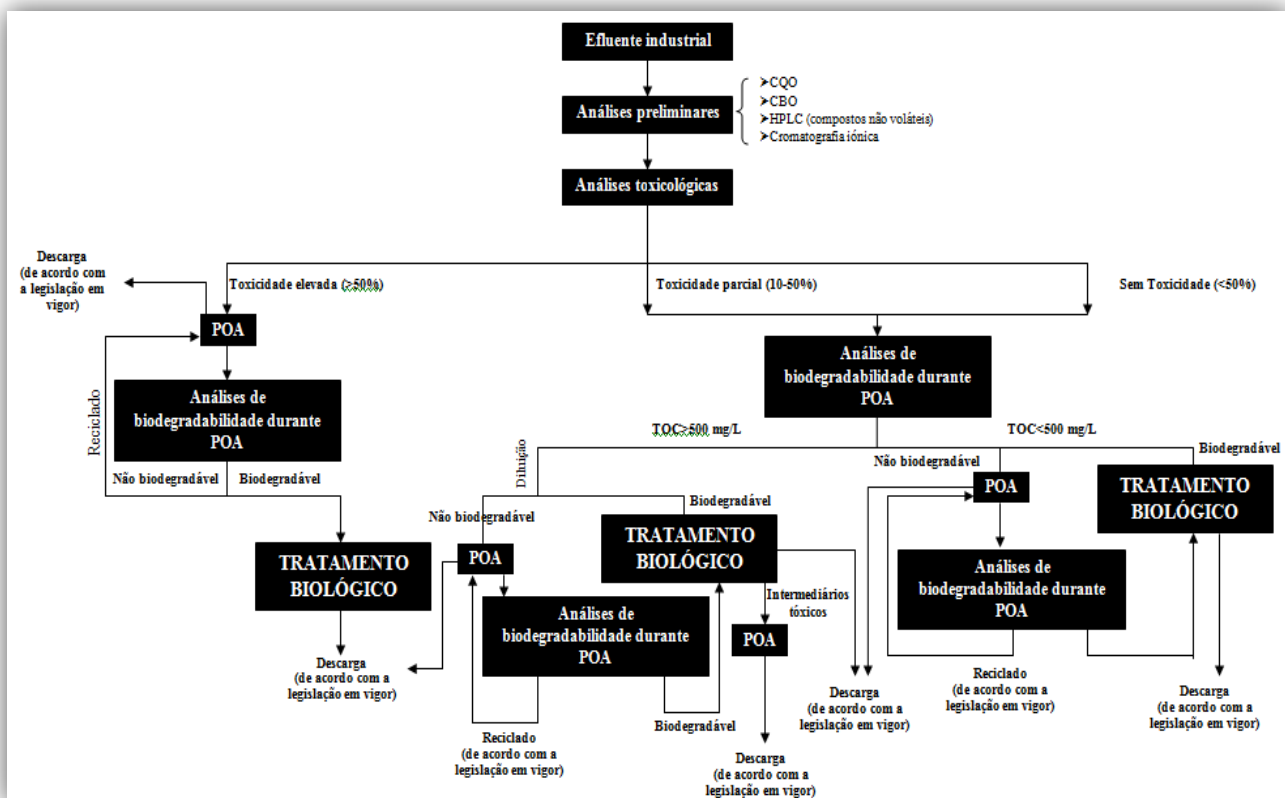 Efluente industrial
Análises preliminares
➤CQO
➤CBO
➤HPLC (compostos não voláteis)
➤Cromatografia iónica
Análises toxicológicas
Descarga
(de acordo com
a legislação em
vigor)
Toxicidade elevada (>50%)
Toxicidade parcial (10-50%)
Sem Toxicidade (<50%)
POA
Reciclado
Análises de
biodegradabilidade durante
POA
Não biodegradável
Biodegradável
TRATAMENTO
BIOLÓGICO
Descarga
(de acordo com a
legislação em vigor)
Análises de
biodegrabilidade durante
POA
TOC>500 mg/L
TOC<500 mg/L
Diluição
Não biodegradável
Biodegradável
POA
TRATAMENTO
BIOLÓGICO
Análises de
biodegradabilidade durante
POA
Intermediários
tóxicos
POA
Reciclado
(de acordo com a
legislação em vigor)
Biodegradável
Descarga
(de acordo com a
legislação em vigor)
Descarga
(de acordo com a
legislação em vigor)
Não biodegradável
Biodegradável
POA
TRATAMENTO
BIOLÓGICO
Análises de
biodegradabilidade durante
POA
Reciclado
(de acordo com a
legislação em vigor)
Descarga
(de acordo com a
legislação em vigor)